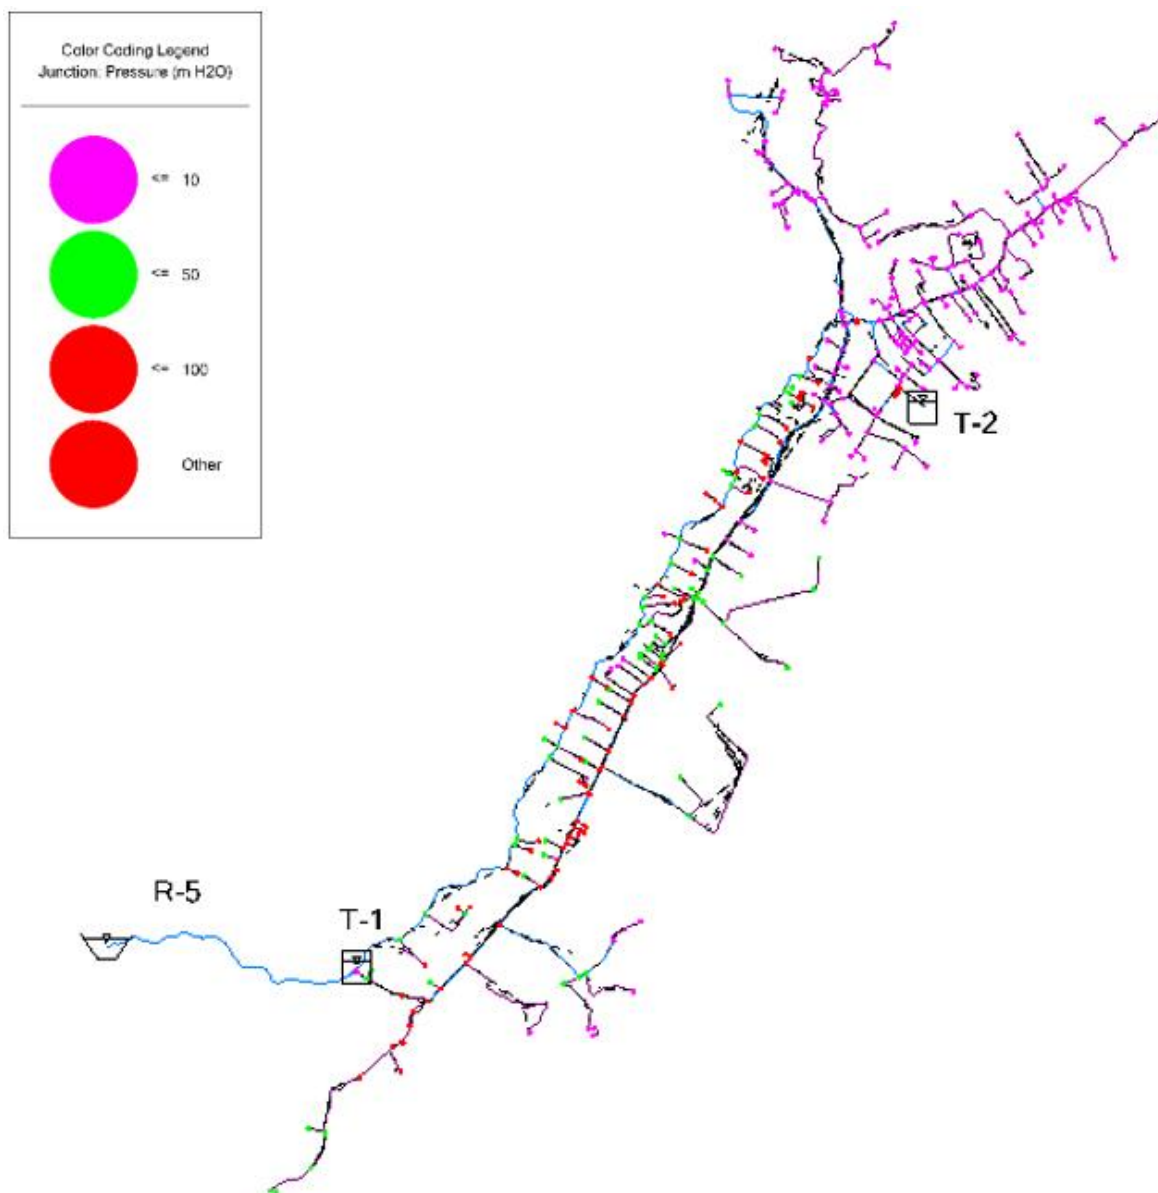 Color Coding Legend
Junction: Pressure (m H2O)
<= 10
<= 50
<= 100
Other
T-2
R-5
T-1